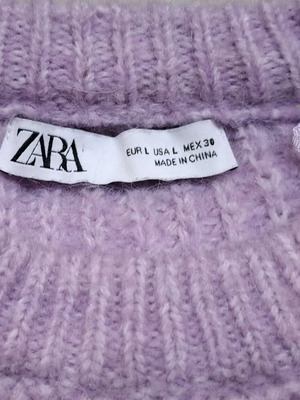 ZARA
EUR L USA L MEX 30
MADE IN CHINA